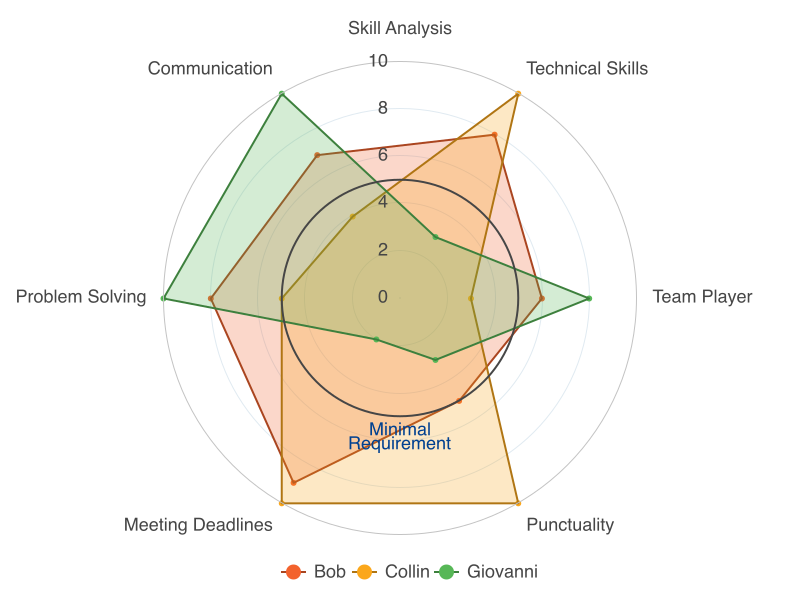 Skill Analysis
Communication
10
Technical Skills
8
6
4
2
Problem Solving
0
Team Player
Minimal
Requirement
Meeting Deadlines
Punctuality
Bob
Collin
Giovanni